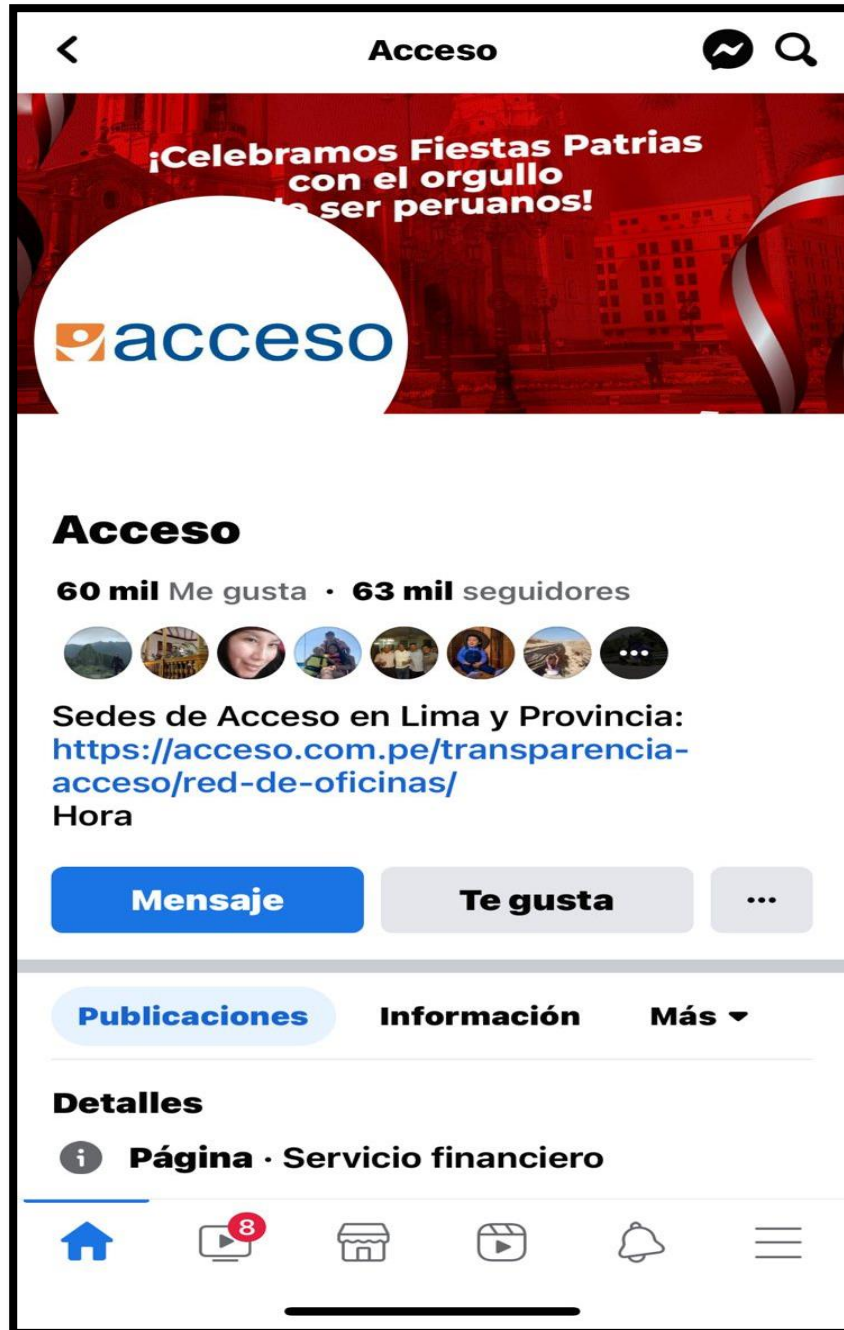 Acceso
¡Celebramos Fiestas Patrias
con el orgullo
ser peruanos!
acceso
Acceso
60 mil Me gusta · 63 mil seguidores
Sedes de Acceso en Lima y Provincia:
https://acceso.com.pe/transparencia-
acceso/red-de-oficinas/
Hora
Mensaje
Te gusta
Publicaciones
Información
Más
Detalles
Página · Servicio financiero
8